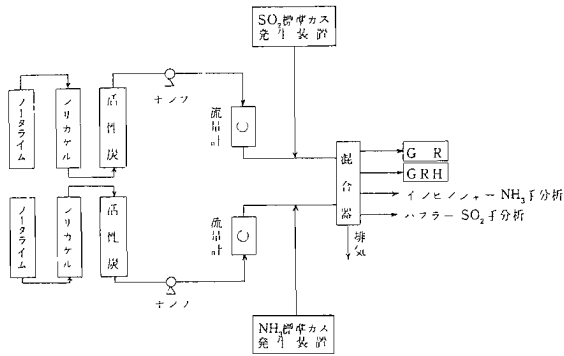 SO₂標準ガス
発生装置
ソーダライム
シリカゲル
活性炭
ポンプ
流量計
混合器
G R
GRH
インピンジャーNH₃手分析
バブラーSO₂手分析
排気
ソーダライム
シリカゲル
活性炭
流量計
ポンプ
NH₃標準ガス
発生装置